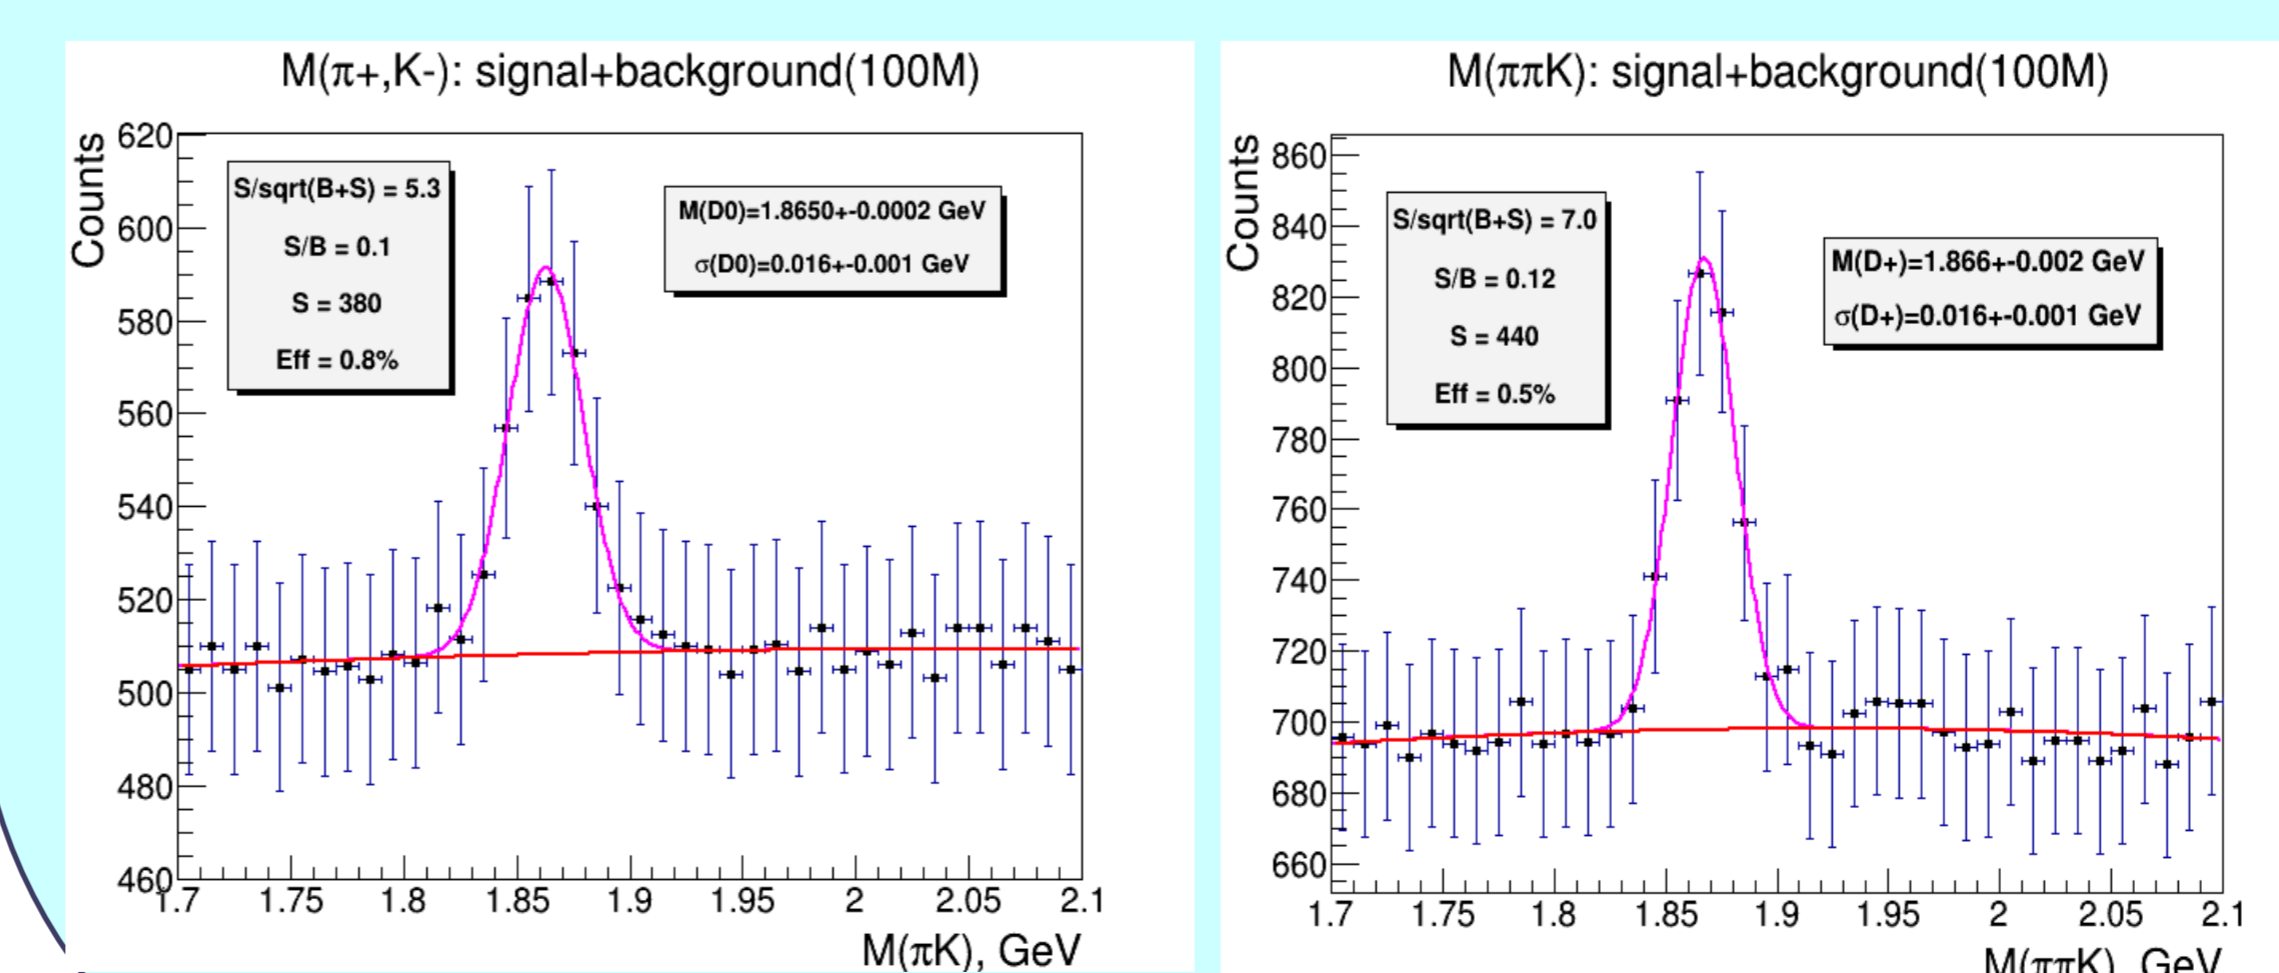 M(π+,K-): signal+background(100M)
Counts
620
600
580
560
540
520
500
480
460
S/sqrt(B+S) = 5.3
S/B = 0.1
S = 380
Eff = 0.8%
M(D0)=1.8650+-0.0002 GeV
σ(D0)=0.016+-0.001 GeV
1.7 1.75 1.8 1.85 1.9 1.95 2 2.05 2.1
M(πK), GeV
M(ππK): signal+background(100M)
Counts
860
840
820
800
780
760
740
720
700
680
660
S/sqrt(B+S) = 7.0
S/B = 0.12
S = 440
Eff = 0.5%
M(D+)=1.866+-0.002 GeV
σ(D+)=0.016+-0.001 GeV
1.7 1.75 1.8 1.85 1.9 1.95 2 2.05 2.1
M(ππK), GeV